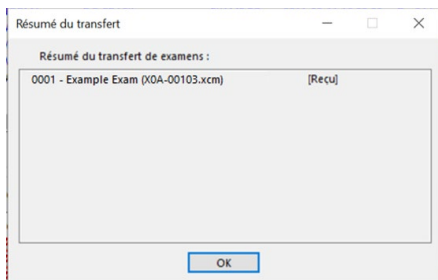 Résumé du transfert
Résumé du transfert de examens :
0001 - Example Exam (X0A-00103.xcm) [Reçu]
OK